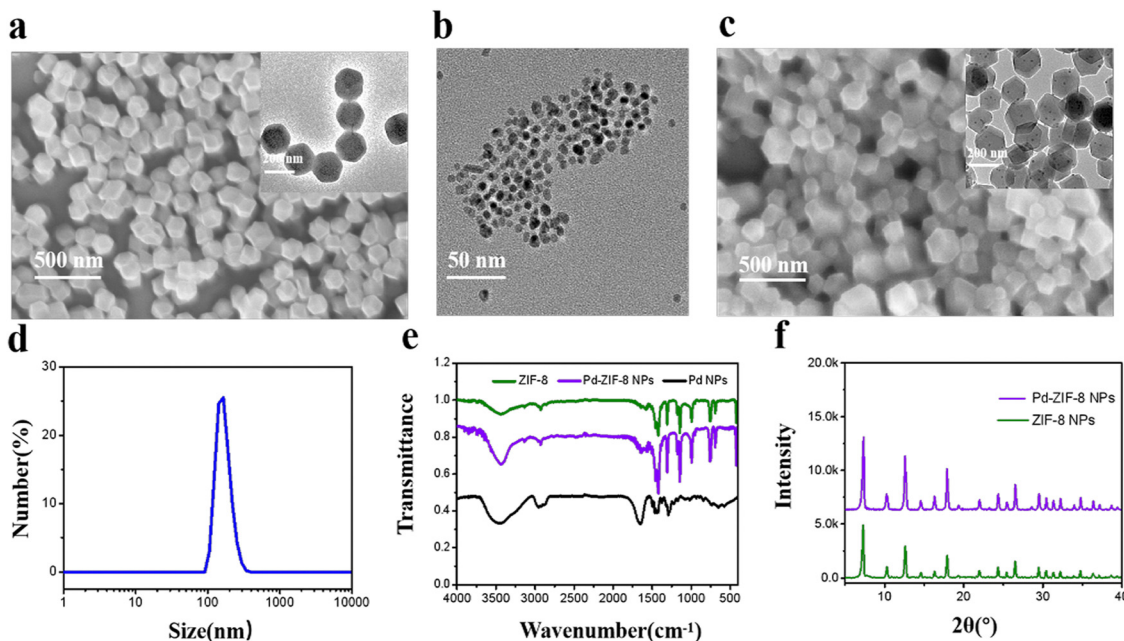 a
b
c
200 nm
500 nm
50 nm
200 nm
500 nm
d
Number(%)
30
20
10
0
1
10
100
1000
10000
Size(nm)
e
Transmittance
1.2
1.0
0.8
0.6
0.4
0.2
0.0
ZIF-8
Pd-ZIF-8 NPs
Pd NPs
4000
3500
3000
2500
2000
1500
1000
500
Wavenumber(cm⁻¹)
f
Intensity
20.0k
15.0k
10.0k
5.0k
0.0
Pd-ZIF-8 NPs
ZIF-8 NPs
10
20
30
40
2θ(°)